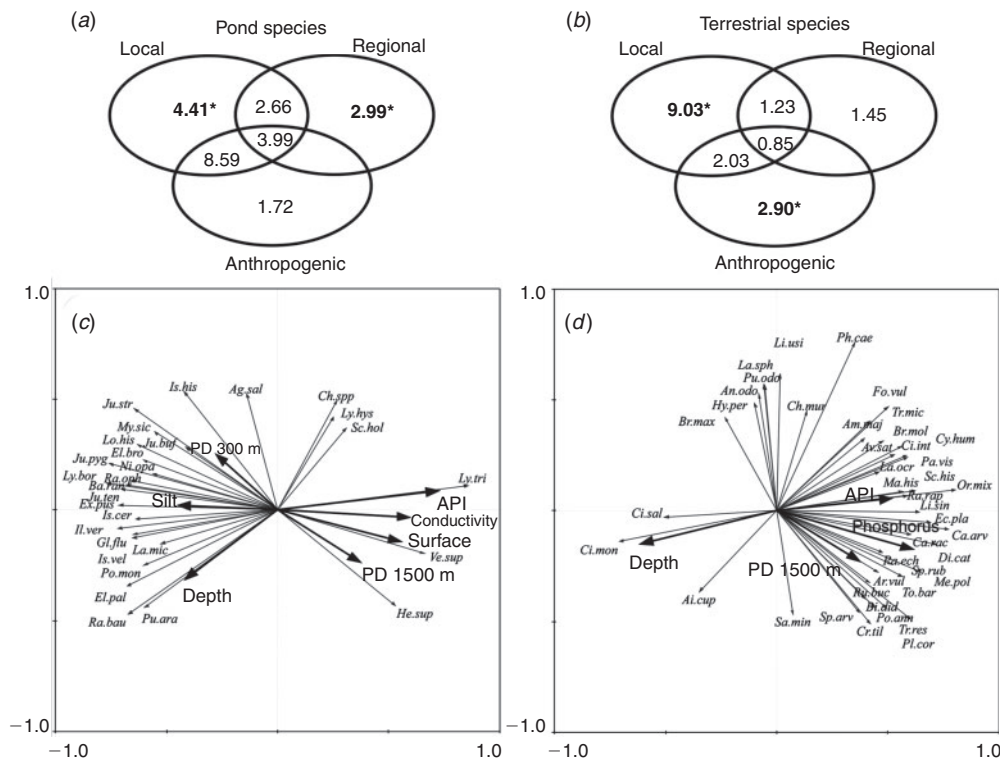 (a)
Pond species
Local
Regional
4.41*
2.66
2.99*
3.99
8.59
1.72
Anthropogenic
(b)
Terrestrial species
Local
Regional
9.03*
1.23
1.45
0.85
2.03
2.90*
Anthropogenic
1.0
(c)
Is.his
Ag.sal
Ch.spp
Ju.str
Ly.hys
My.sic
Sc.hol
Lo.his
Ju.buf
PD 300 m
El.bro
Ju.pyg
Ni.opa
Ly.bor
Ra.oph
Ly.tri
Ba.ran
Ju.ten
Silt
API
Ex.pus
Is.cer
Conductivity
Il.ver
Surface
Gl.flu
La.mic
Ve.sup
Is.vel
Po.mon
PD 1500 m
El.pal
Depth
Ra.bau
Pu.ara
He.sup
−1.0
−1.0
1.0
1.0
(d)
Li.usi
Ph.cae
La.sph
Pu.odo
An.odo
Fo.vul
Hy.per
Ch.mur
Tr.mic
Br.max
Am.maj
Br.mol
Av.sat
Ci.int
Cy.hum
La.ocr
Pa.vis
Ma.his
Sc.his
API
Ra.rap
Or.mix
Li.sin
Ci.sal
Phosphorus
Ec.pla
Ca.arv
Ci.mon
Ca.rac
Depth
Ra.ech
Di.cat
PD 1500 m
Sp.rub
Ar.vul
Me.pol
Ai.cup
Ru.buc
To.bar
Bi.did
Sa.min
Sp.arv
Po.ann
Cr.til
Tr.res
Pl.cor
−1.0
−1.0
1.0